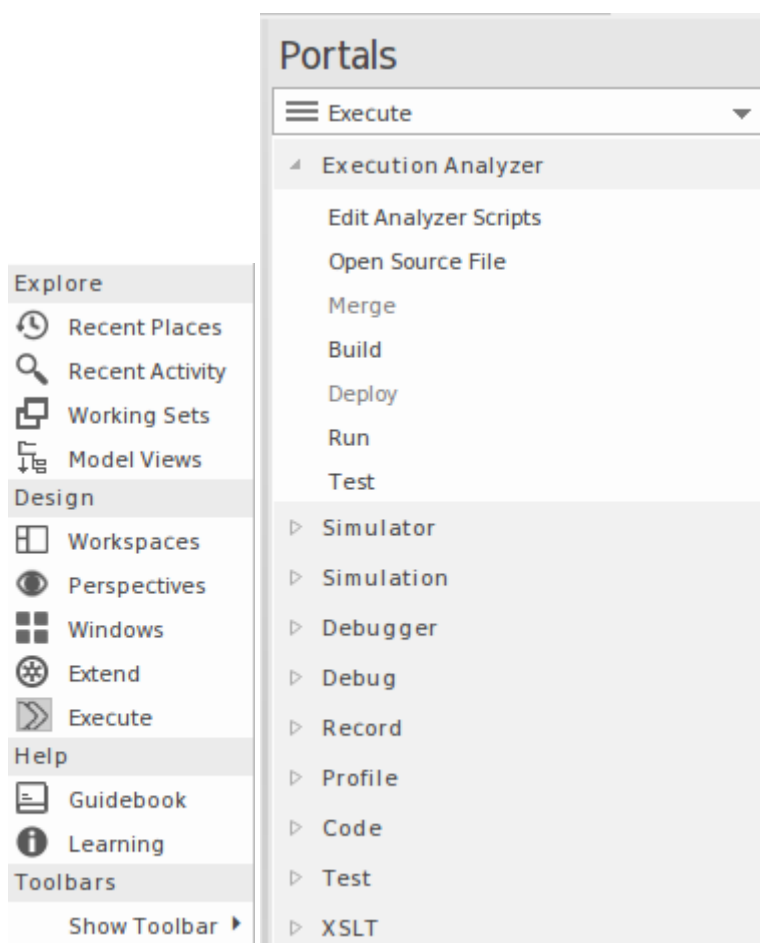 Explore
Recent Places
Recent Activity
Working Sets
Model Views
Design
Workspaces
Perspectives
Windows
Extend
Execute
Help
Guidebook
Learning
Toolbars
Show Toolbar
Portals
Execute
Execution Analyzer
Edit Analyzer Scripts
Open Source File
Merge
Build
Deploy
Run
Test
Simulator
Simulation
Debugger
Debug
Record
Profile
Code
Test
XSLT